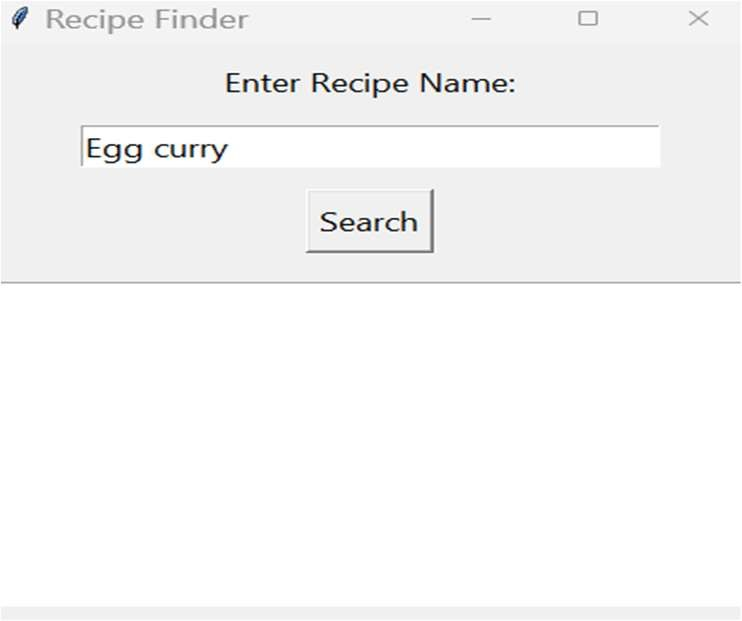 Recipe Finder
Enter Recipe Name:
Egg curry
Search